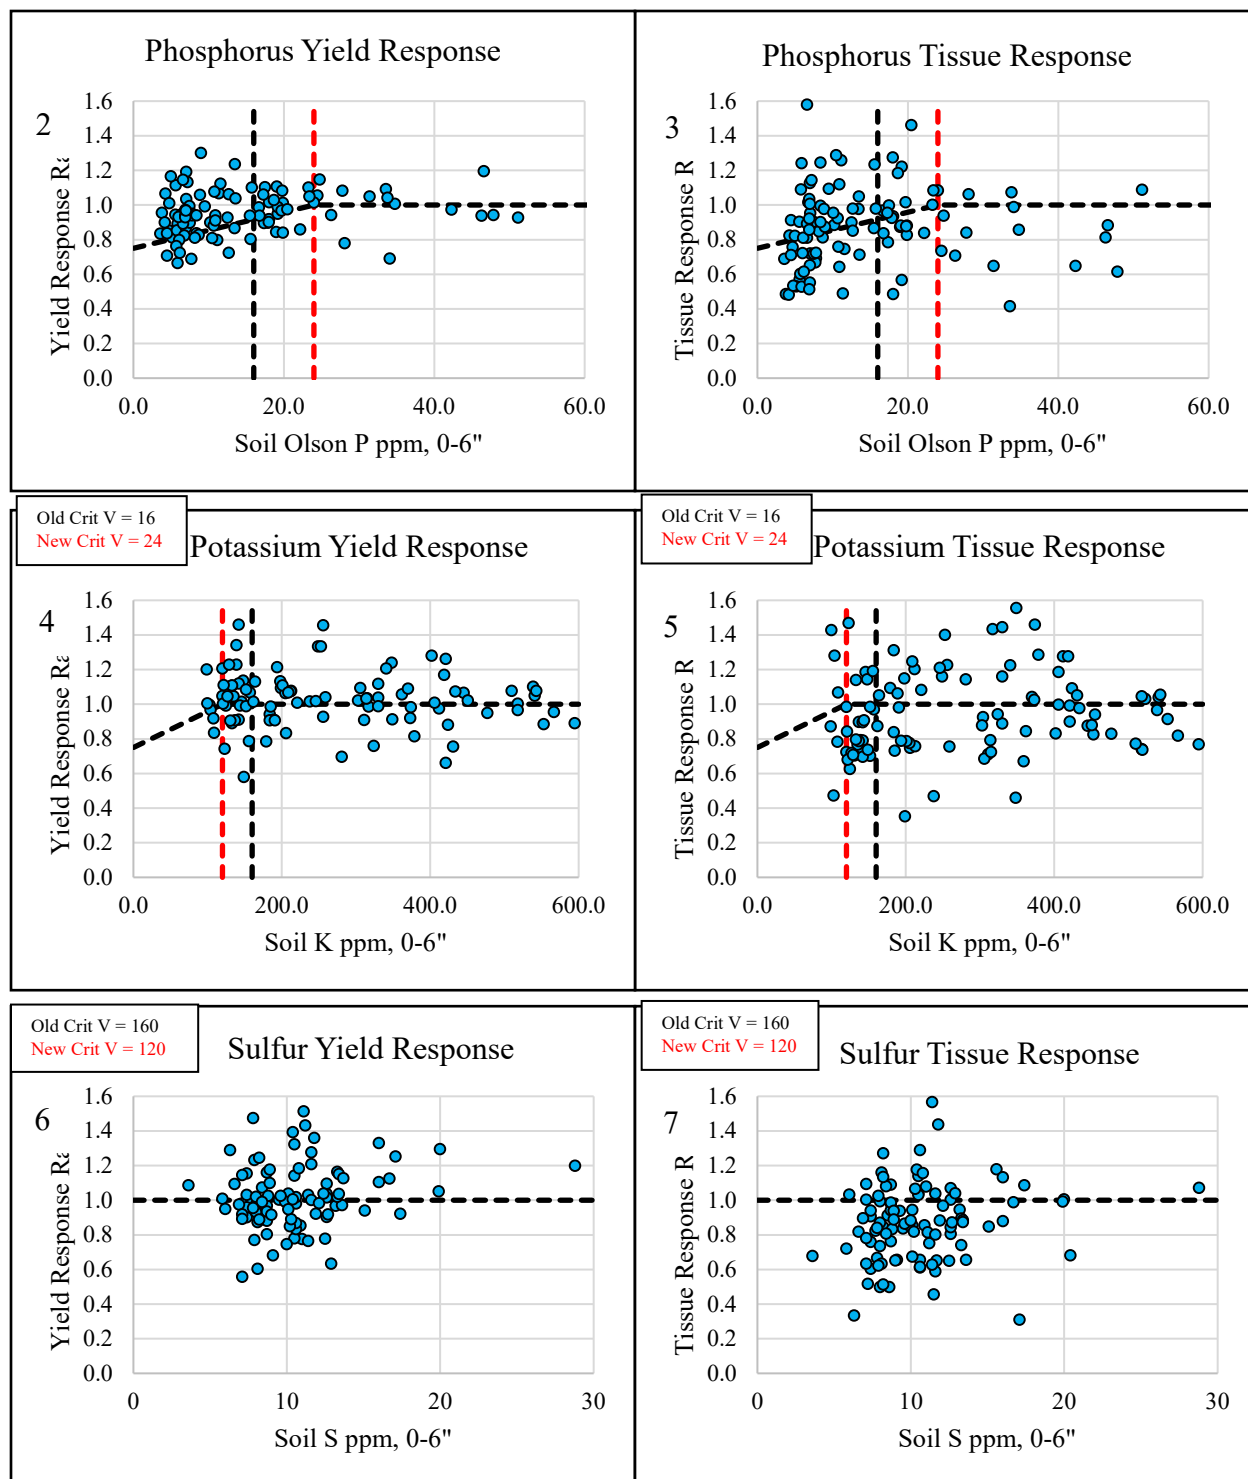 Phosphorus Yield Response
2
Yield Response R
1.6
1.4
1.2
1.0
0.8
0.6
0.4
0.2
0.0
0.0 20.0 40.0 60.0
Soil Olson P ppm, 0-6"
Phosphorus Tissue Response
3
Tissue Response R
1.6
1.4
1.2
1.0
0.8
0.6
0.4
0.2
0.0
0.0 20.0 40.0 60.0
Soil Olson P ppm, 0-6"
Old Crit V = 16
New Crit V = 24
Potassium Yield Response
4
Yield Response R
1.6
1.4
1.2
1.0
0.8
0.6
0.4
0.2
0.0
0.0 200.0 400.0 600.0
Soil K ppm, 0-6"
Old Crit V = 16
New Crit V = 24
Potassium Tissue Response
5
Tissue Response R
1.6
1.4
1.2
1.0
0.8
0.6
0.4
0.2
0.0
0.0 200.0 400.0 600.0
Soil K ppm, 0-6"
Old Crit V = 160
New Crit V = 120
Sulfur Yield Response
6
Yield Response R
1.6
1.4
1.2
1.0
0.8
0.6
0.4
0.2
0.0
0 10 20 30
Soil S ppm, 0-6"
Old Crit V = 160
New Crit V = 120
Sulfur Tissue Response
7
Tissue Response R
1.6
1.4
1.2
1.0
0.8
0.6
0.4
0.2
0.0
0 10 20 30
Soil S ppm, 0-6"